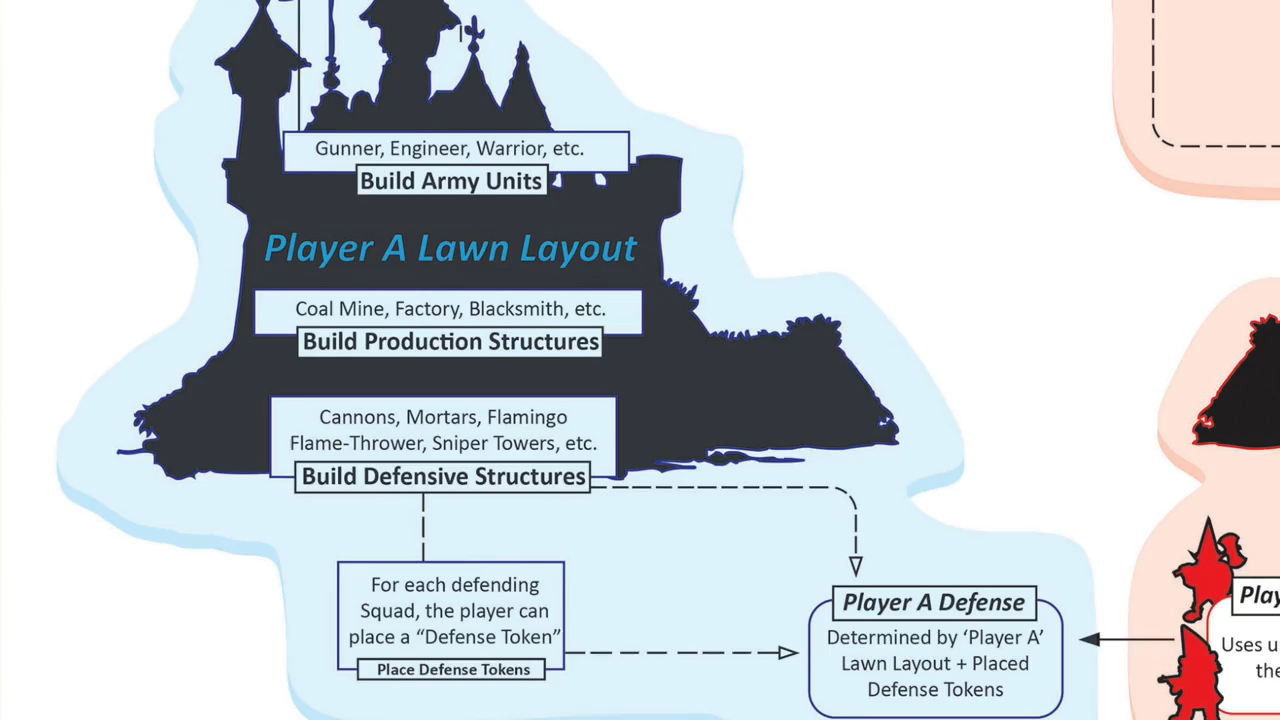 Gunner, Engineer, Warrior, etc.
Build Army Units
Player A Lawn Layout
Coal Mine, Factory, Blacksmith, etc.
Build Production Structures
Cannons, Mortars, Flamingo
Flame-Thrower, Sniper Towers, etc.
Build Defensive Structures
For each defending
Squad, the player can
place a “Defense Token”
Place Defense Tokens
Player A Defense
Determined by ‘Player A’
Lawn Layout + Placed
Defense Tokens
Uses